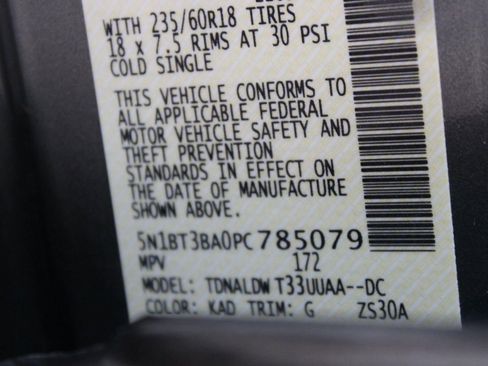 WITH 235/60R18 TIRES
18 x 7.5 RIMS AT 30 PSI
COLD SINGLE
THIS VEHICLE CONFORMS TO
ALL APPLICABLE FEDERAL
MOTOR VEHICLE SAFETY AND
THEFT PREVENTION
STANDARDS IN EFFECT ON
THE DATE OF MANUFACTURE
SHOWN ABOVE.
5N1BT3BA0PC785079
MPV 172
MODEL: TDNALDW T33UUAA--DC
COLOR: KAD TRIM: G ZS30A